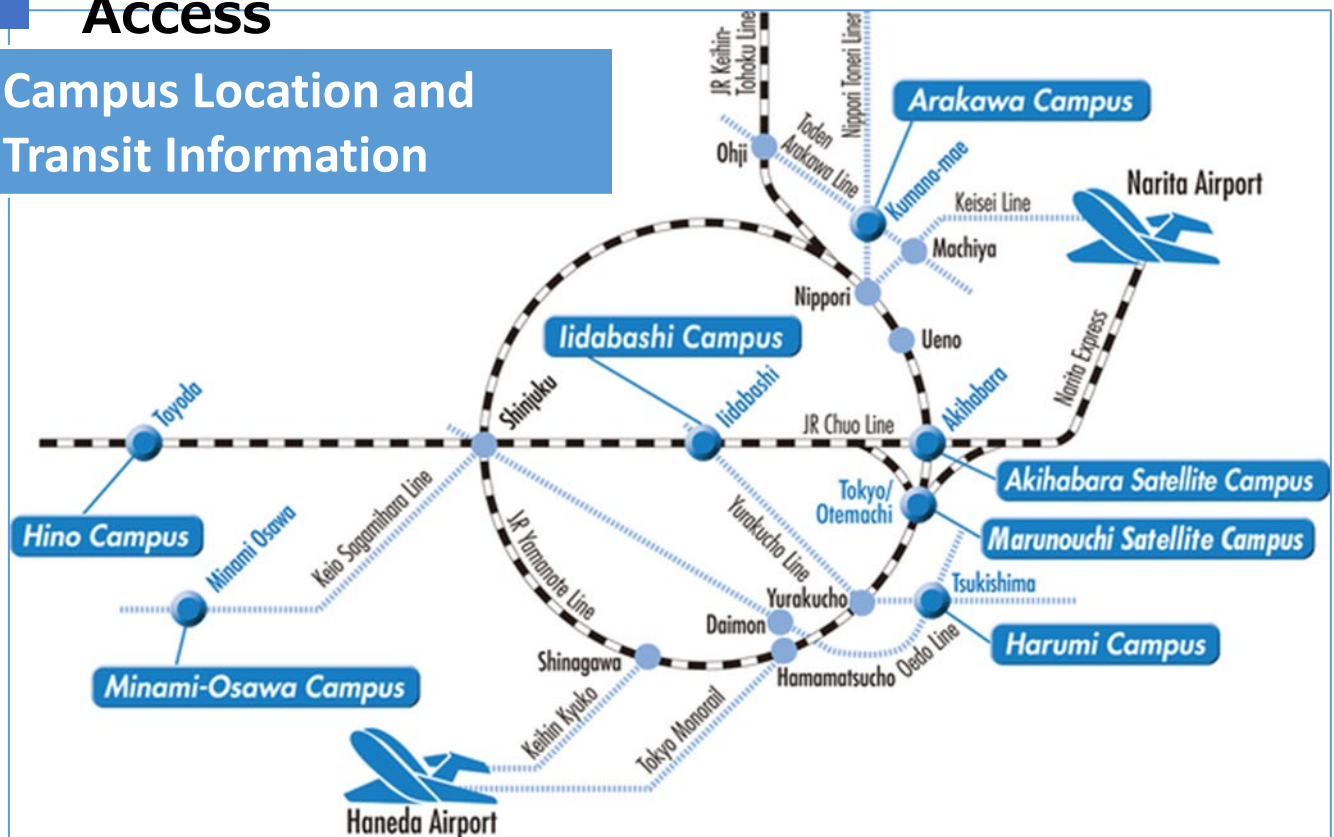 Access
Campus Location and
Transit Information
JR Keihin-
Tohoku Line
Nippori Toneri Liner
Arakawa Campus
Ohji
Toden
Arakawa Line
Kumano-mae
Narita Airport
Keisei Line
Machiya
Nippori
Ueno
Iidabashi Campus
Narita Express
Toyoda
Shinjuku
Iidabashi
JR Chuo Line
Akihabara
Akihabara Satellite Campus
Tokyo/
Otemachi
Marunouchi Satellite Campus
Hino Campus
Minami Osawa
Keio Sagamihara Line
JR Yamanote Line
Yurakucho Line
Yurakucho
Tsukishima
Daimon
Harumi Campus
Shinagawa
Hamamatsucho
Oedo Line
Minami-Osawa Campus
Keihin Kyuko
Tokyo Monorail
Haneda Airport